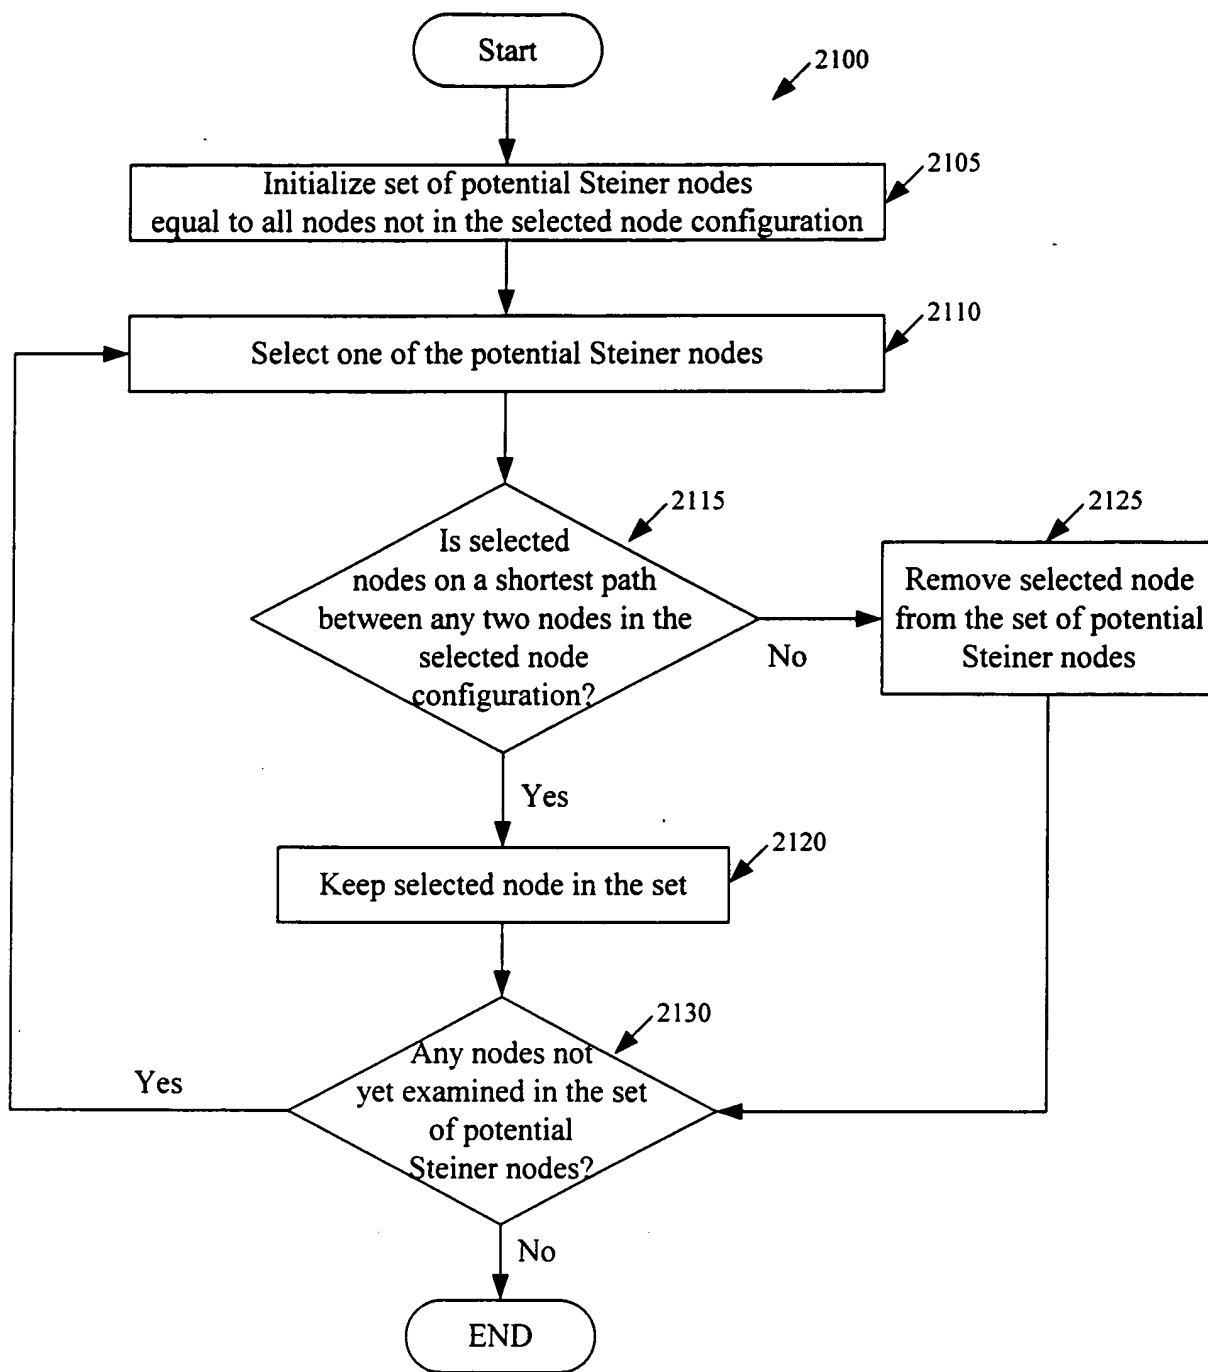 Start
2100
Initialize set of potential Steiner nodes
equal to all nodes not in the selected node configuration
2105
Select one of the potential Steiner nodes
2110
Is selected
nodes on a shortest path
between any two nodes in the
selected node
configuration?
2115
No
Remove selected node
from the set of potential
Steiner nodes
2125
Yes
Keep selected node in the set
2120
Any nodes not
yet examined in the set
of potential
Steiner nodes?
2130
Yes
No
END